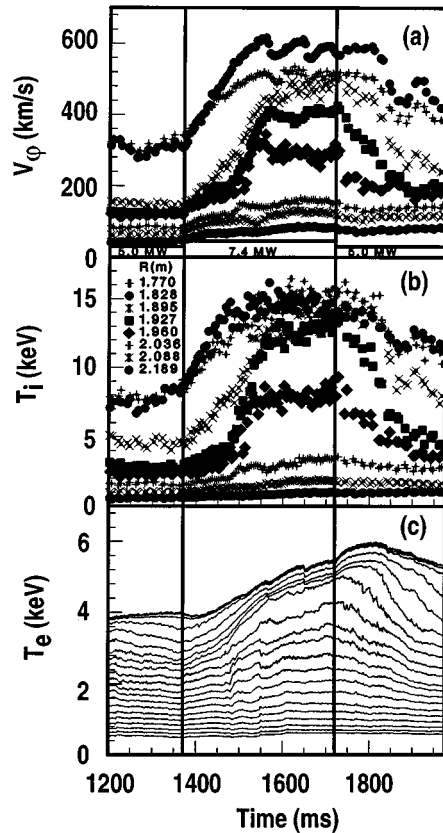 (a)
600
400
200
0
Vφ (km/s)
5.0 MW 7.4 MW 5.0 MW
(b)
R(m)
1.770
1.828
1.895
1.927
1.960
2.036
2.088
2.189
15
10
5
0
Ti (keV)
(c)
6
4
2
0
Te (keV)
1200 1400 1600 1800
Time (ms)